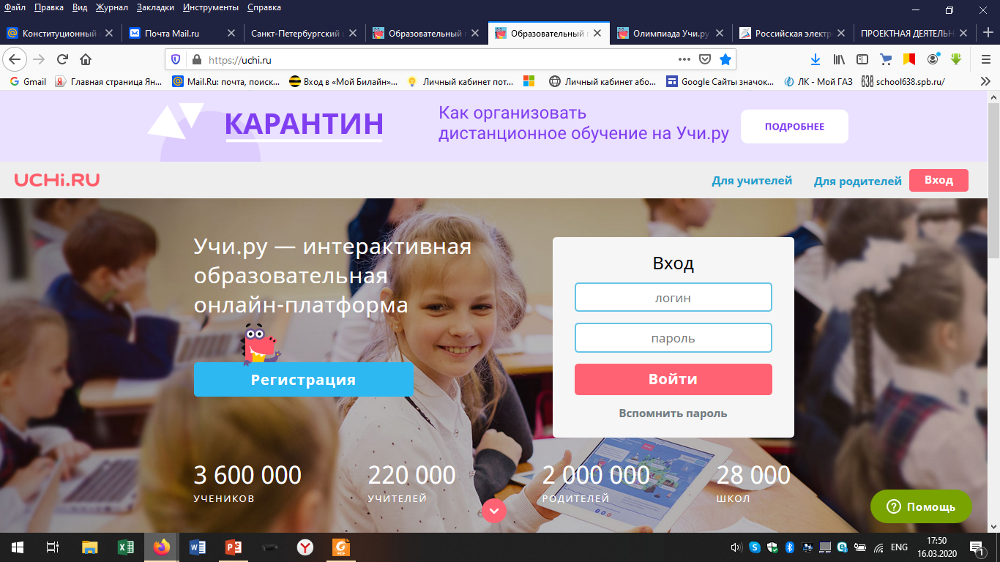 Файл Правка Вид Журнал Закладки Инструменты Справка
Конституционный
Почта Mail.ru
Санкт-Петербургский
Образовательный
Образовательный
Олимпиада Учи.ру
Российская электр
ПРОЕКТНАЯ ДЕЯТЕЛЬН
https://uchi.ru
Gmail
Главная страница Ян...
Mail.Ru: почта, поиск...
Вход в «Мой Билайн»...
Личный кабинет пот...
Личный кабинет або...
Google Сайты значок...
ЛК - Мой ГАЗ
school638.spb.ru/
КАРАНТИН
Как организовать
дистанционное обучение на Учи.ру
ПОДРОБНЕЕ
UCHi.RU
Для учителей
Для родителей
Вход
Учи.ру — интерактивная
образовательная
онлайн-платформа
Регистрация
Вход
логин
пароль
Войти
Вспомнить пароль
3 600 000
УЧЕНИКОВ
220 000
УЧИТЕЛЕЙ
2 000 000
РОДИТЕЛЕЙ
28 000
ШКОЛ
Помощь
ENG
17:50
16.03.2020